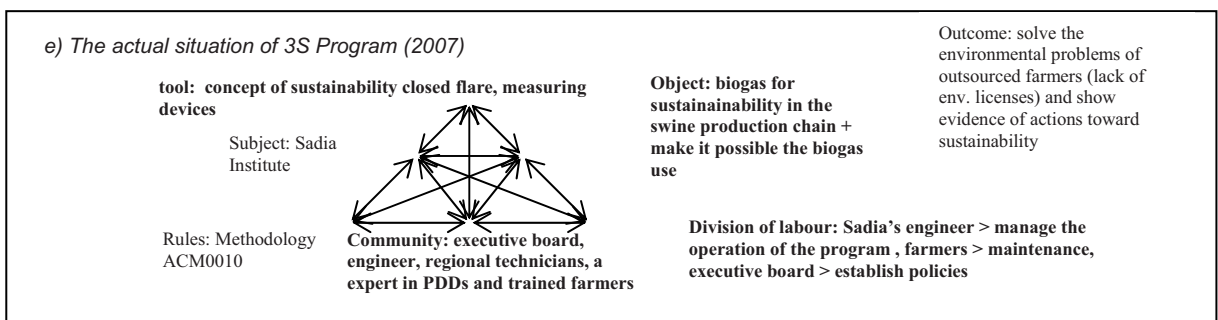 e) The actual situation of 3S Program (2007)
Outcome: solve the
environmental problems of
outsourced farmers (lack of
env. licenses) and show
evidence of actions toward
sustainability
tool: concept of sustainability closed flare, measuring
devices
Object: biogas for
sustainainability in the
swine production chain +
make it possible the biogas
use
Subject: Sadia
Institute
Rules: Methodology
ACM0010
Community: executive board,
engineer, regional technicians, a
expert in PDDs and trained farmers
Division of labour: Sadia's engineer > manage the
operation of the program , farmers > maintenance,
executive board > establish policies